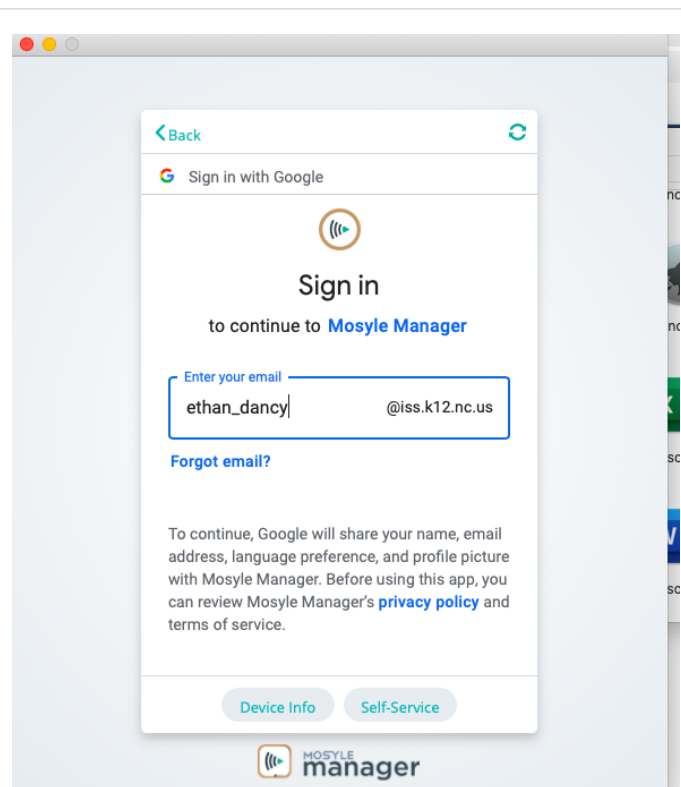 Back
Sign in with Google
Sign in
to continue to Mosyle Manager
Enter your email
ethan_dancy @iss.k12.nc.us
Forgot email?
To continue, Google will share your name, email
address, language preference, and profile picture
with Mosyle Manager. Before using this app, you
can review Mosyle Manager's privacy policy and
terms of service.
Device Info Self-Service
MOSYLE
manager